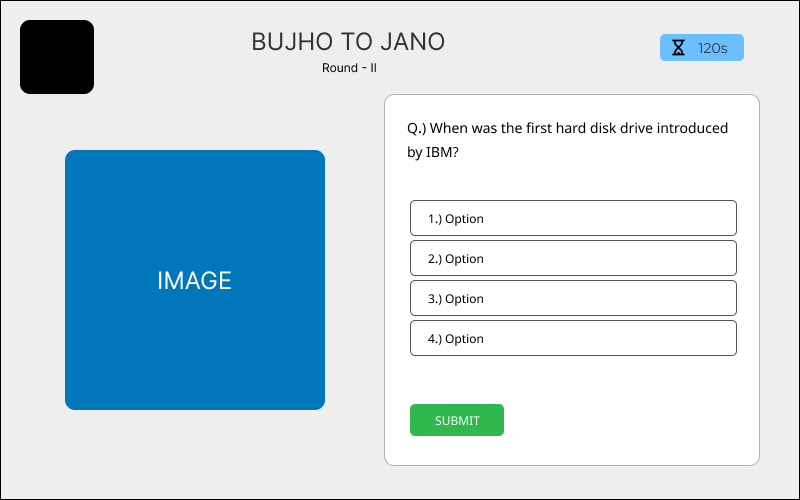 BUJHO TO JANO
Round - II
120s
Q.) When was the first hard disk drive introduced
by IBM?
IMAGE
1.) Option
2.) Option
3.) Option
4.) Option
SUBMIT